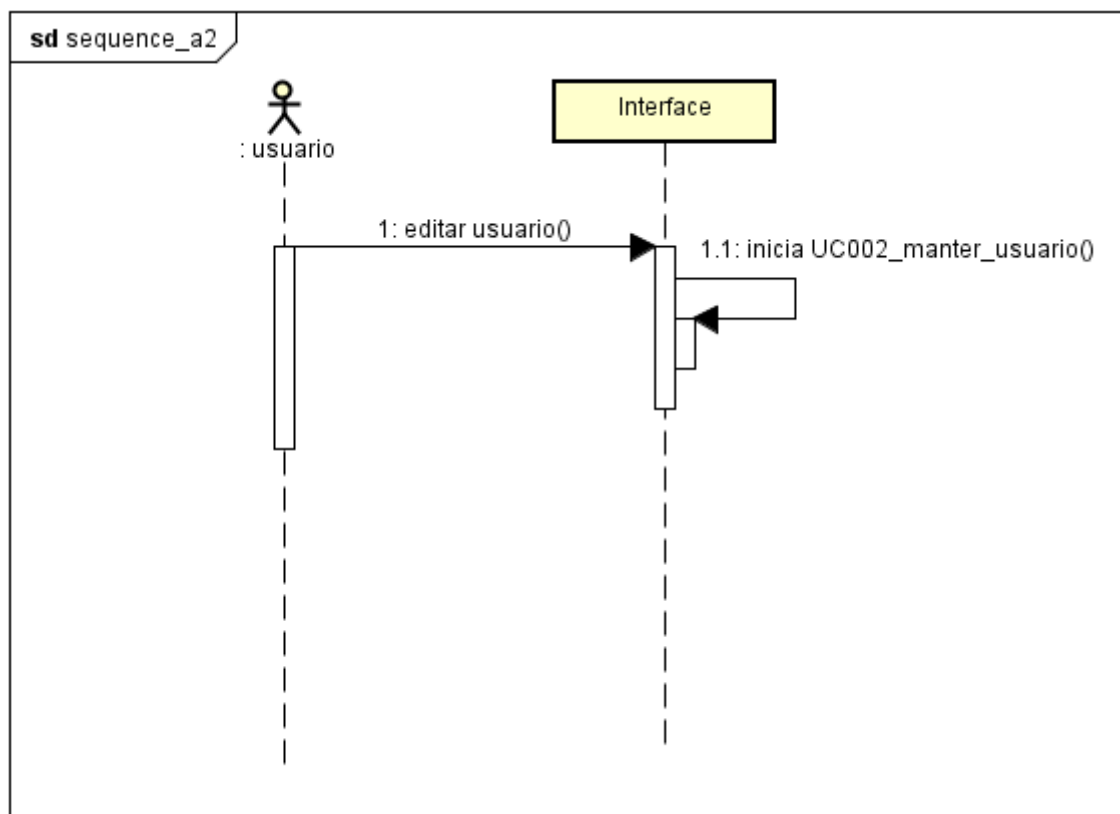 sd sequence_a2
Interface
: usuario
1: editar usuario()
1.1: inicia UC002_manter_usuario()